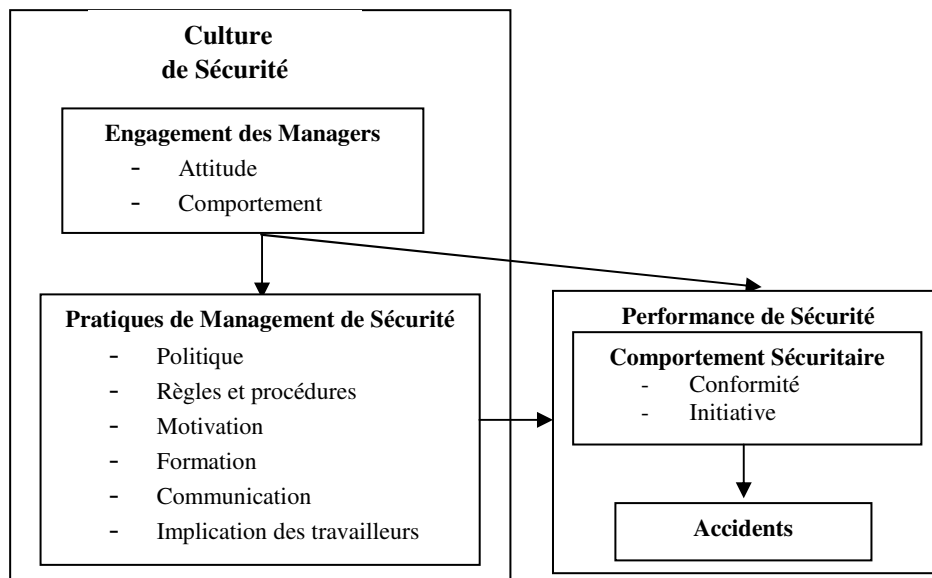 Culture
de Sécurité
Engagement des Managers
- Attitude
- Comportement
Pratiques de Management de Sécurité
- Politique
- Règles et procédures
- Motivation
- Formation
- Communication
- Implication des travailleurs
Performance de Sécurité
Comportement Sécuritaire
- Conformité
- Initiative
Accidents